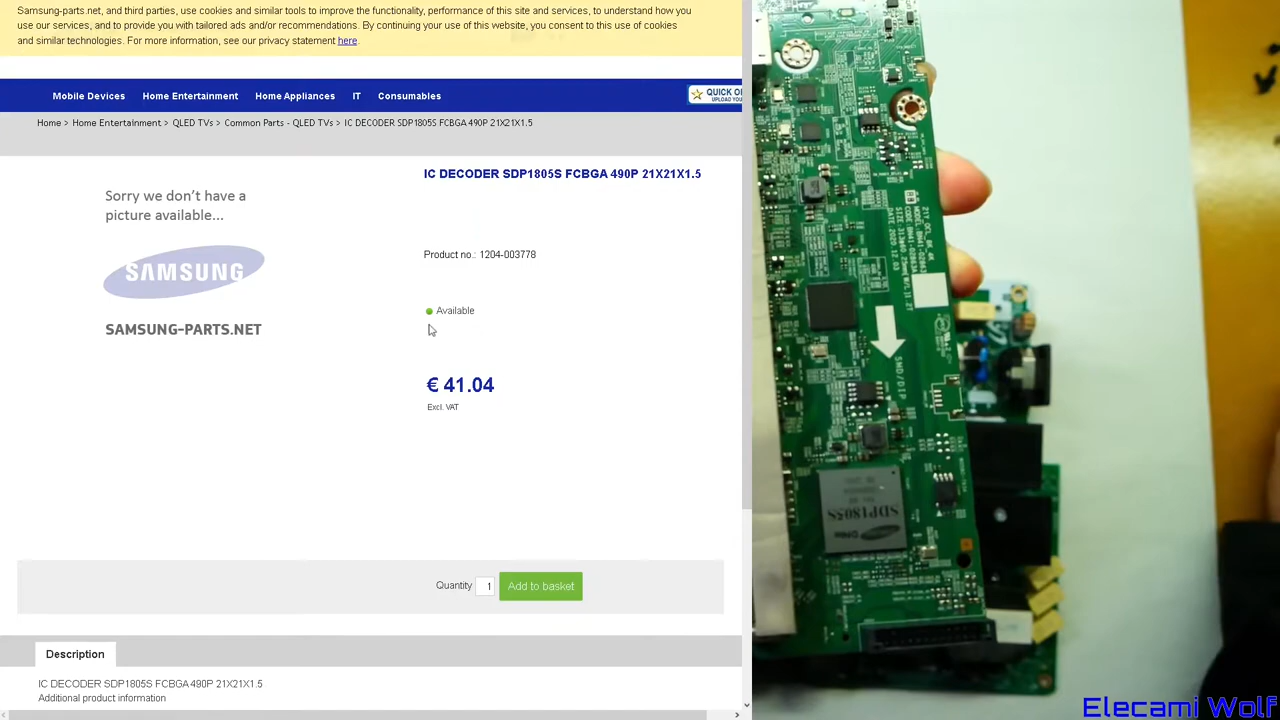 Samsung-parts.net, and third parties, use cookies and similar tools to improve the functionality, performance of this site and services, to understand how you
use our services, and to provide you with tailored ads and/or recommendations. By continuing your use of this website, you consent to this use of cookies
and similar technologies. For more information, see our privacy statement here.
Mobile Devices Home Entertainment Home Appliances IT Consumables
QUICK O
UPLOAD YOU
Home > Home Entertainment > QLED TVs > Common Parts - QLED TVs > IC DECODER SDP1805S FCBGA 490P 21X21X1.5
Sorry we don't have a
picture available...
SAMSUNG
SAMSUNG-PARTS.NET
IC DECODER SDP1805S FCBGA 490P 21X21X1.5
Product no.: 1204-003778
Available
€ 41.04
Excl. VAT
Quantity 1 Add to basket
Description
IC DECODER SDP1805S FCBGA 490P 21X21X1.5
Additional product information
SMD/DIP
SDP1805S
Elecami Wolf